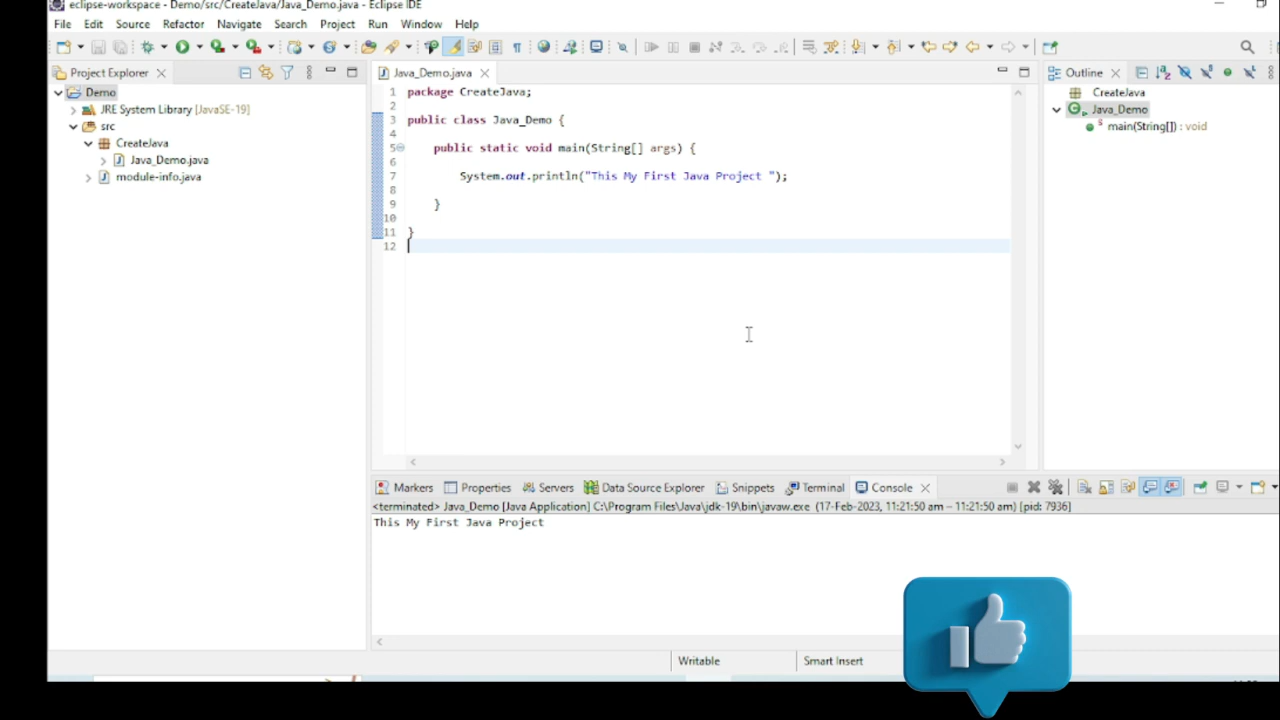 eclipse-workspace - Demo/src/CreateJava/Java_Demo.java - Eclipse IDE
File Edit Source Refactor Navigate Search Project Run Window Help
Project Explorer
Demo
JRE System Library [JavaSE-19]
src
CreateJava
Java_Demo.java
module-info.java
Java_Demo.java
1 package CreateJava;
2
3 public class Java_Demo {
4
5 public static void main(String[] args) {
6
7 System.out.println("This My First Java Project ");
8
9 }
10
11 }
12
Outline
CreateJava
Java_Demo
main(String[]) : void
Markers Properties Servers Data Source Explorer Snippets Terminal Console
<terminated> Java_Demo [Java Application] C:\Program Files\Java\jdk-19\bin\javaw.exe (17-Feb-2023, 11:21:50 am – 11:21:50 am) [pid: 7936]
This My First Java Project
Writable Smart Insert